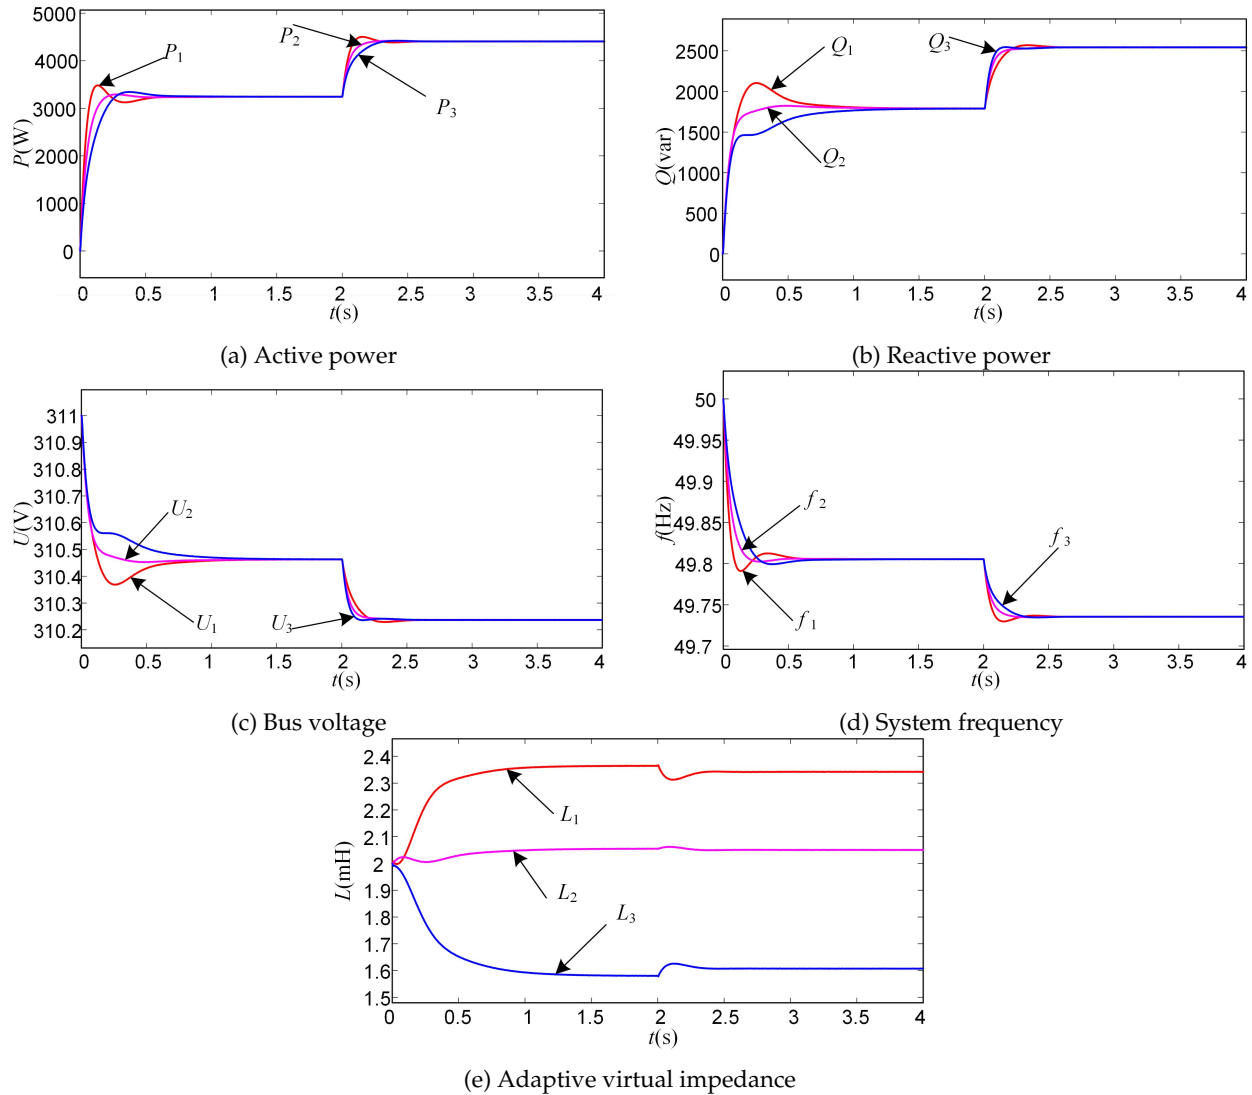 5000
4000
3000
2000
1000
0
P(W)
P1
P2
P3
0 0.5 1 1.5 2 2.5 3 3.5 4
t(s)
(a) Active power
2500
2000
1500
1000
500
0
Q(var)
Q1
Q2
Q3
0 0.5 1 1.5 2 2.5 3 3.5 4
t(s)
(b) Reactive power
311
310.9
310.8
310.7
310.6
310.5
310.4
310.3
310.2
U(V)
U2
U1
U3
0 0.5 1 1.5 2 2.5 3 3.5 4
t(s)
(c) Bus voltage
50
49.95
49.9
49.85
49.8
49.75
49.7
f(Hz)
f2
f1
f3
0 0.5 1 1.5 2 2.5 3 3.5 4
t(s)
(d) System frequency
2.4
2.3
2.2
2.1
2
1.9
1.8
1.7
1.6
1.5
L(mH)
L1
L2
L3
0 0.5 1 1.5 2 2.5 3 3.5 4
t(s)
(e) Adaptive virtual impedance